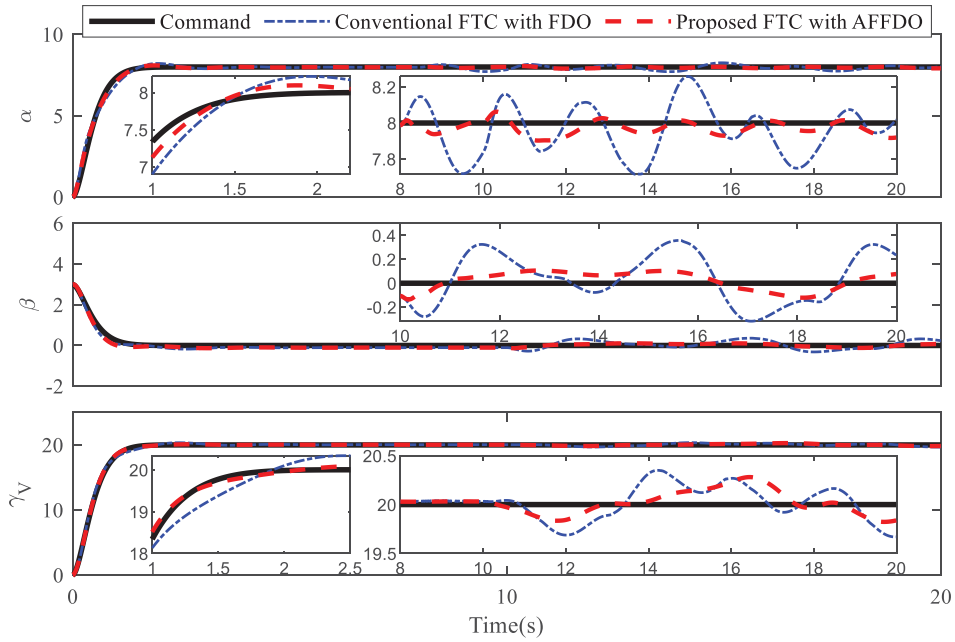 Command Conventional FTC with FDO Proposed FTC with AFFDO
10
5
0
α
8
7.5
7
1 1.5 2
8.2
8
7.8
8 10 12 14 16 18 20
6
4
2
0
-2
β
0.4
0.2
0
-0.2
10 12 14 16 18 20
20
10
0
γV
20
19
18
1 1.5 2 2.5
20.5
20
19.5
8 10 12 14 16 18 20
0 10 20
Time(s)